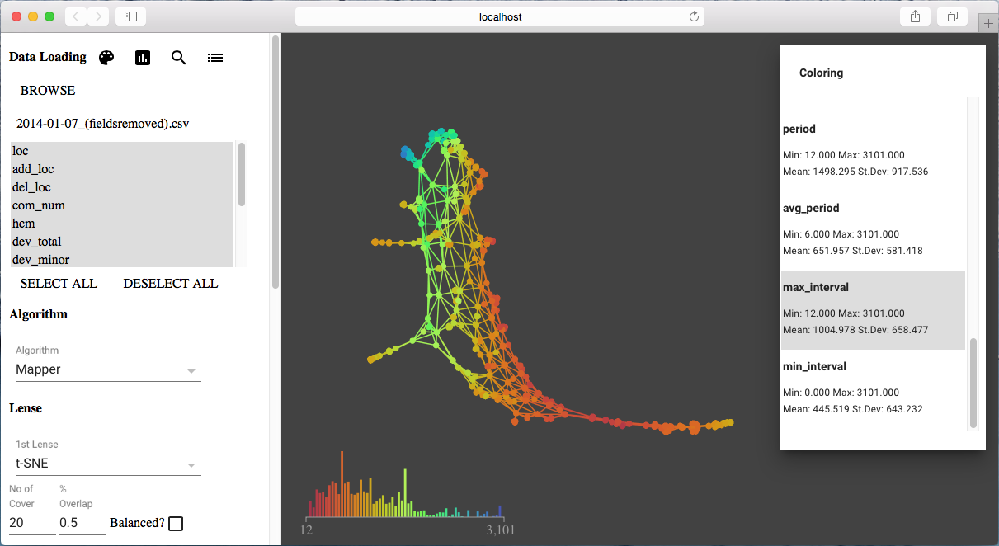 localhost
Data Loading
BROWSE
2014-01-07_(fieldsremoved).csv
loc
add_loc
del_loc
com_num
hcm
dev_total
dev_minor
SELECT ALL DESELECT ALL
Algorithm
Algorithm
Mapper
Lense
1st Lense
t-SNE
No of Cover
% Overlap
20
0.5
Balanced?
12
3,101
Coloring
period
Min: 12.000 Max: 3101.000
Mean: 1498.295 St.Dev: 917.536
avg_period
Min: 6.000 Max: 3101.000
Mean: 651.957 St.Dev: 581.418
max_interval
Min: 12.000 Max: 3101.000
Mean: 1004.978 St.Dev: 658.477
min_interval
Min: 0.000 Max: 3101.000
Mean: 445.519 St.Dev: 643.232